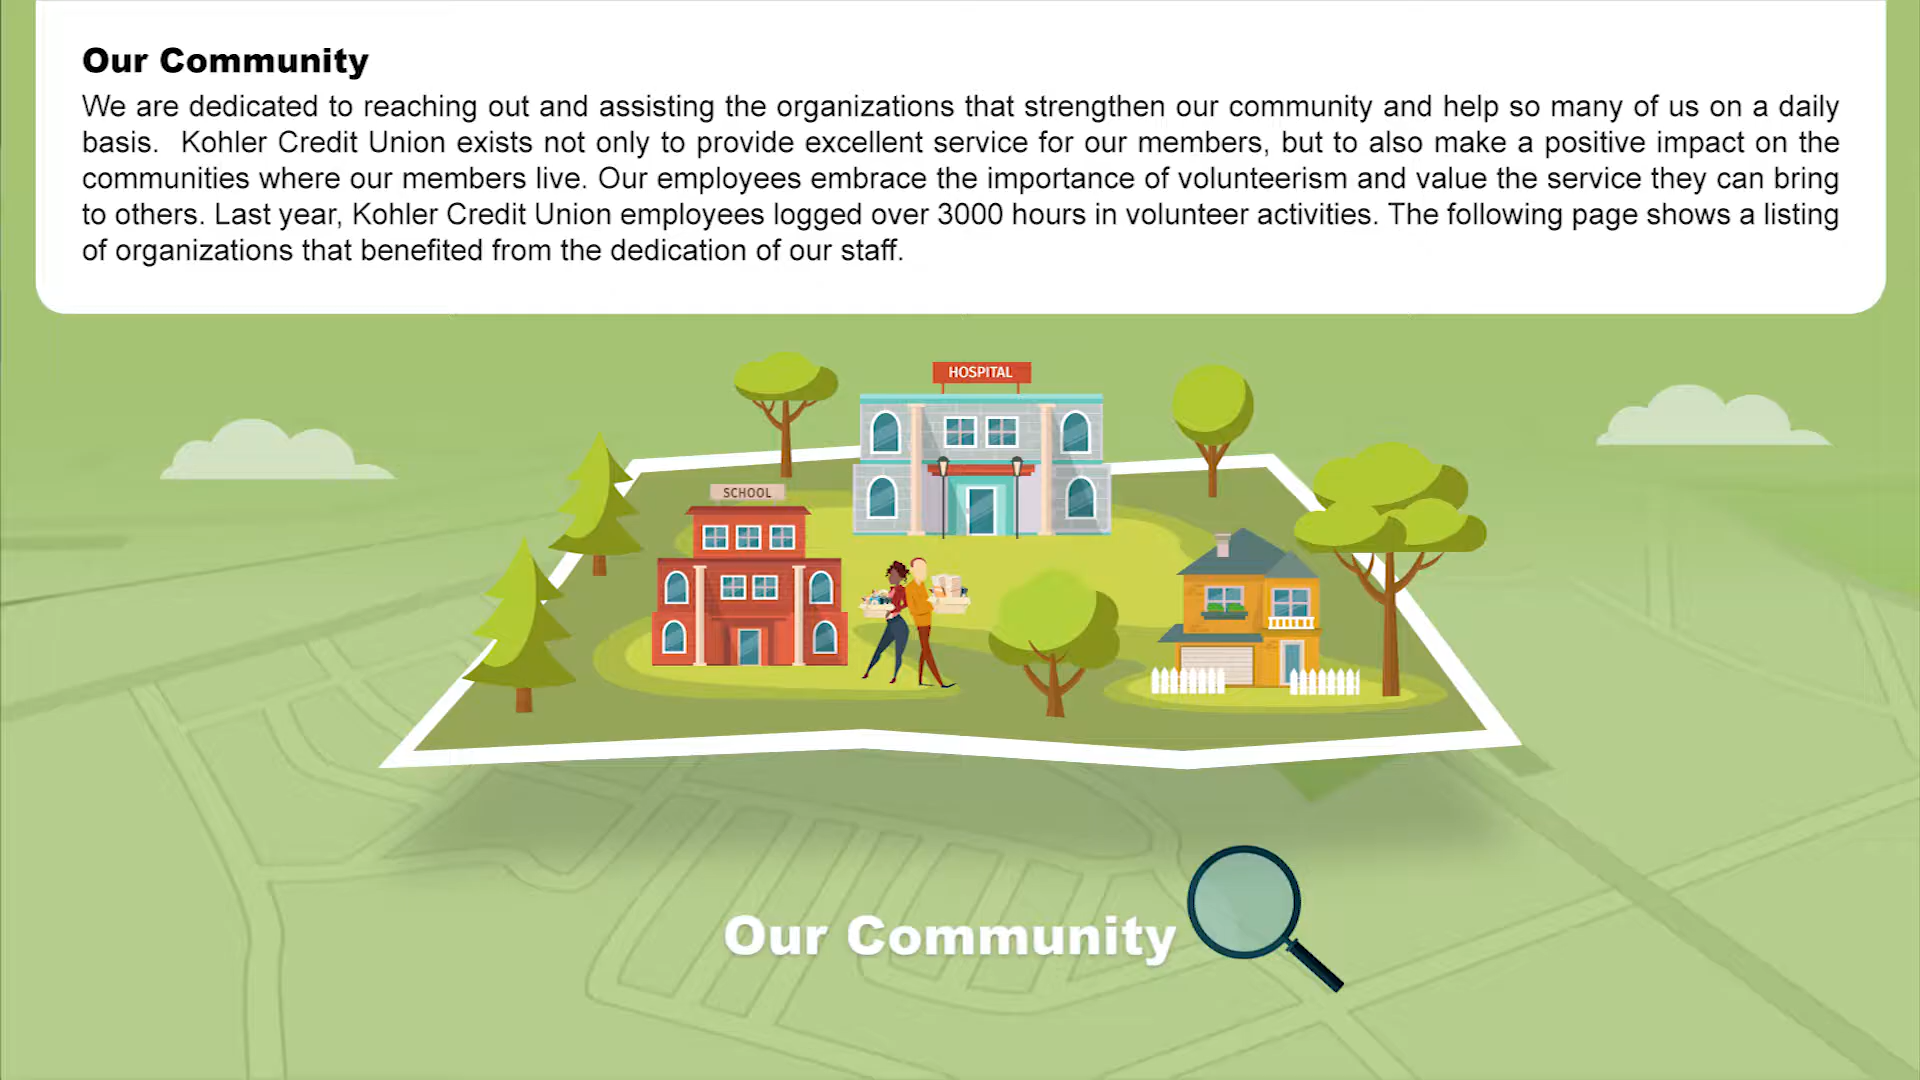 Our Community
We are dedicated to reaching out and assisting the organizations that strengthen our community and help so many of us on a daily
basis.  Kohler Credit Union exists not only to provide excellent service for our members, but to also make a positive impact on the
communities where our members live. Our employees embrace the importance of volunteerism and value the service they can bring
to others. Last year, Kohler Credit Union employees logged over 3000 hours in volunteer activities. The following page shows a listing
of organizations that benefited from the dedication of our staff.
HOSPITAL
SCHOOL
Our Community